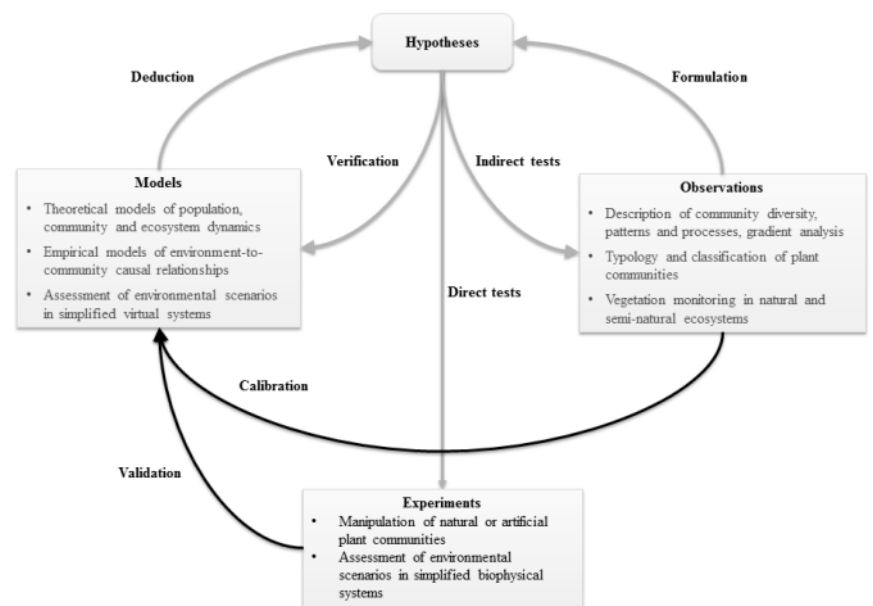 Hypotheses
Deduction
Formulation
Verification
Indirect tests
Models
• Theoretical models of population,
community and ecosystem dynamics
• Empirical models of environment-to-
community causal relationships
• Assessment of environmental scenarios
in simplified virtual systems
Observations
• Description of community diversity,
patterns and processes, gradient analysis
• Typology and classification of plant
communities
• Vegetation monitoring in natural and
semi-natural ecosystems
Direct tests
Calibration
Validation
Experiments
• Manipulation of natural or artificial
plant communities
• Assessment of environmental
scenarios in simplified biophysical
systems